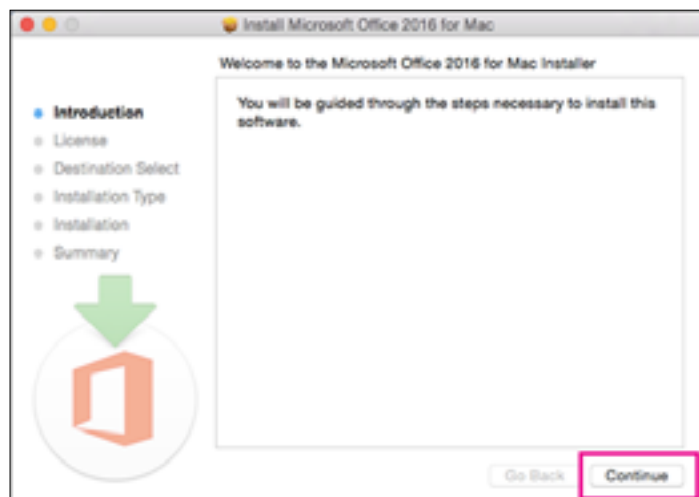 Install Microsoft Office 2016 for Mac
Welcome to the Microsoft Office 2016 for Mac Installer
Introduction
License
Destination Select
Installation Type
Installation
Summary
You will be guided through the steps necessary to install this
software.
Go Back
Continue